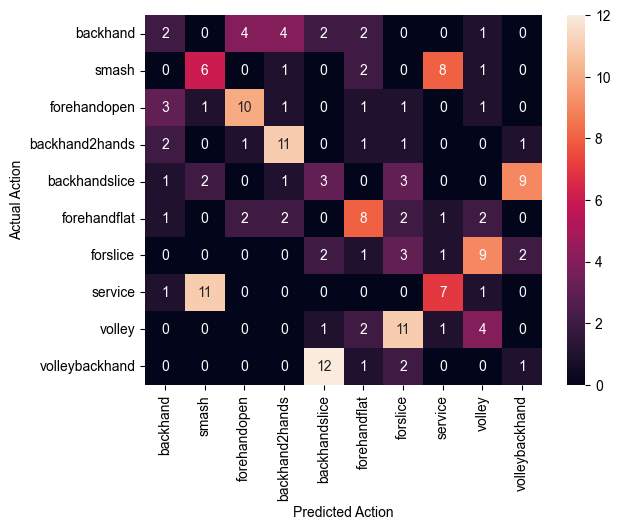 backhand 2 0 4 4 2 2 0 0 1 0
smash 0 6 0 1 0 2 0 8 1 0
forehandopen 3 1 10 1 0 1 1 0 1 0
backhand2hands 2 0 1 11 0 1 1 0 0 1
backhandslice 1 2 0 1 3 0 3 0 0 9
forehandflat 1 0 2 2 0 8 2 1 2 0
forslice 0 0 0 0 2 1 3 1 9 2
service 1 11 0 0 0 0 0 7 1 0
volley 0 0 0 0 1 2 11 1 4 0
volleybackhand 0 0 0 0 12 1 2 0 0 1
Actual Action
backhand
smash
forehandopen
backhand2hands
backhandslice
forehandflat
forslice
service
volley
volleybackhand
Predicted Action
12
10
8
6
4
2
0